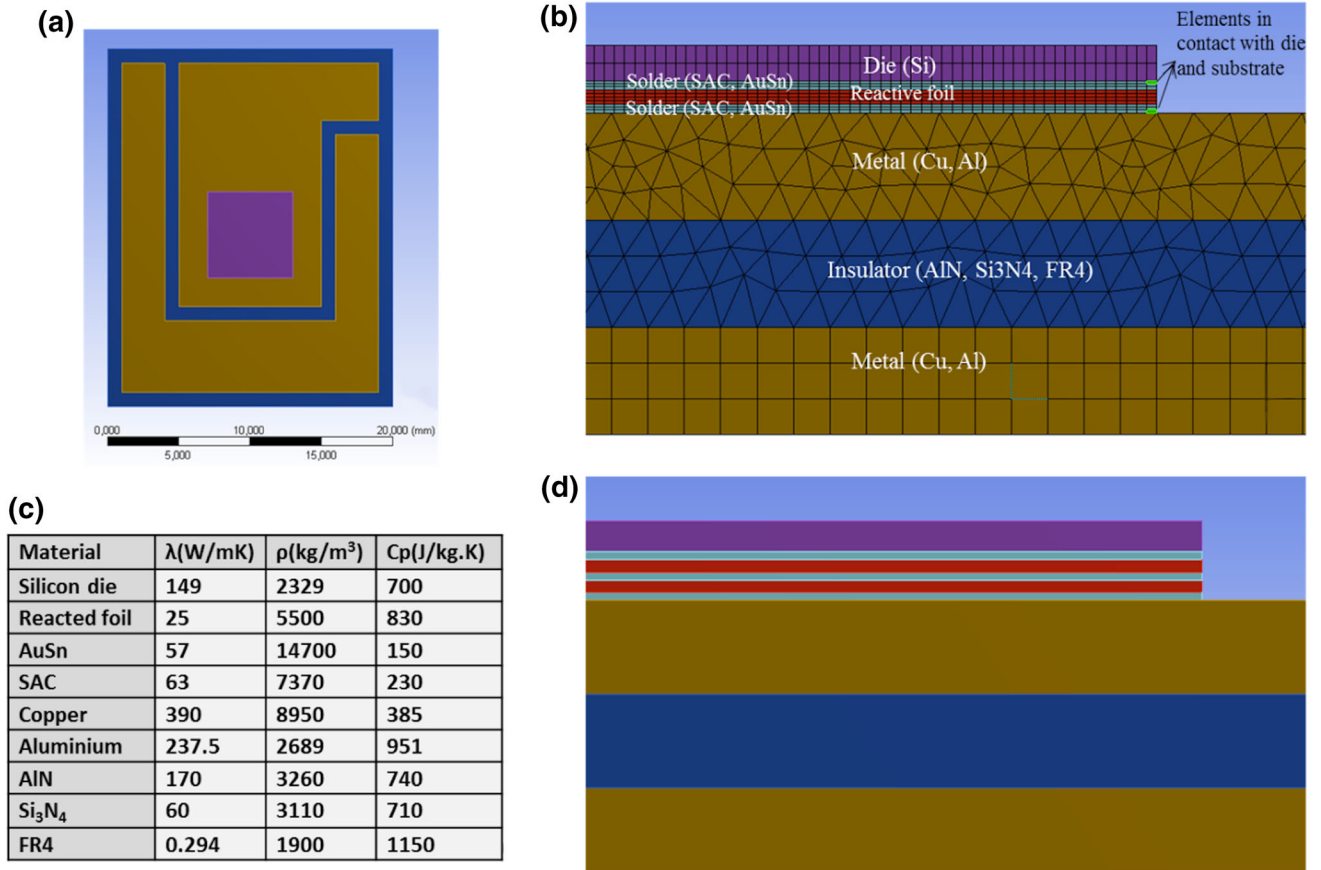 (a)
0,000 10,000 20,000 (mm)
5,000 15,000
(b)
Elements in
contact with die
and substrate
Die (Si)
Solder (SAC, AuSn)
Reactive foil
Solder (SAC, AuSn)
Metal (Cu, Al)
Insulator (AlN, Si3N4, FR4)
Metal (Cu, Al)
(c)
Material λ(W/mK) ρ(kg/m³) Cp(J/kg.K)
Silicon die 149 2329 700
Reacted foil 25 5500 830
AuSn 57 14700 150
SAC 63 7370 230
Copper 390 8950 385
Aluminium 237.5 2689 951
AlN 170 3260 740
Si₃N₄ 60 3110 710
FR4 0.294 1900 1150
(d)